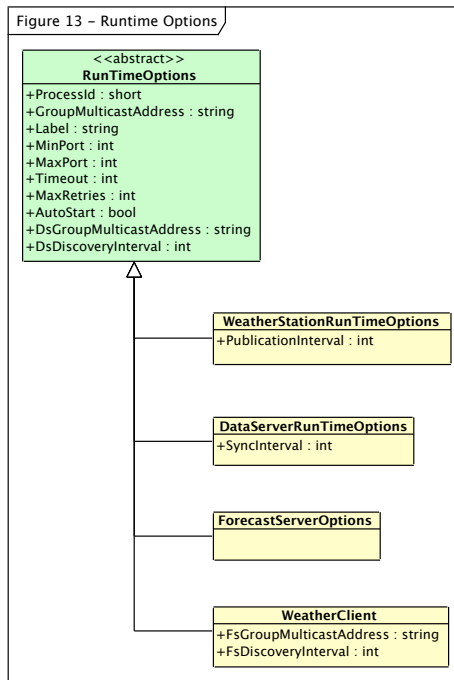 Figure 13 – Runtime Options
<<abstract>>
RunTimeOptions
+ProcessId : short
+GroupMulticastAddress : string
+Label : string
+MinPort : int
+MaxPort : int
+Timeout : int
+MaxRetries : int
+AutoStart : bool
+DsGroupMulticastAddress : string
+DsDiscoveryInterval : int
WeatherStationRunTimeOptions
+PublicationInterval : int
DataServerRunTimeOptions
+SyncInterval : int
ForecastServerOptions
WeatherClient
+FsGroupMulticastAddress : string
+FsDiscoveryInterval : int